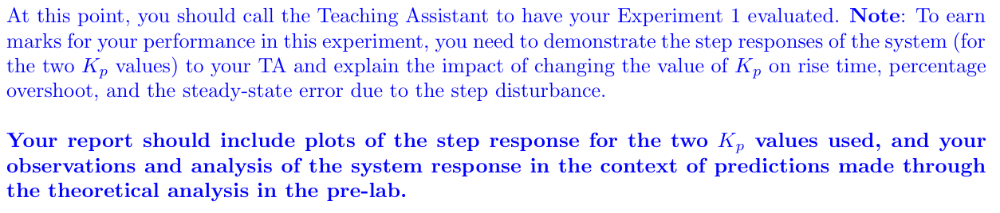 At this point, you should call the Teaching Assistant to have your Experiment 1 evaluated. Note: To earn
marks for your performance in this experiment, you need to demonstrate the step responses of the system (for
the two Kp values) to your TA and explain the impact of changing the value of Kp on rise time, percentage
overshoot, and the steady-state error due to the step disturbance.
Your report should include plots of the step response for the two Kp values used, and your
observations and analysis of the system response in the context of predictions made through
the theoretical analysis in the pre-lab.